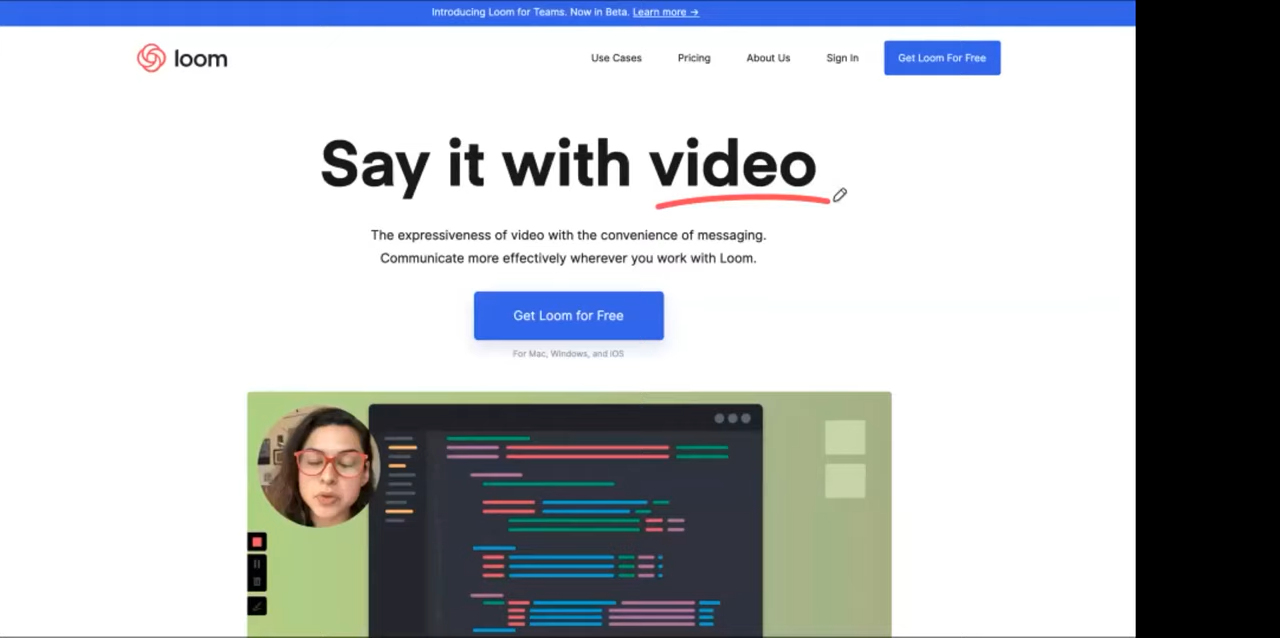 Introducing Loom for Teams. Now in Beta. Learn more →
loom
Use Cases Pricing About Us Sign In Get Loom For Free
Say it with video
The expressiveness of video with the convenience of messaging.
Communicate more effectively wherever you work with Loom.
Get Loom for Free
For Mac, Windows, and iOS